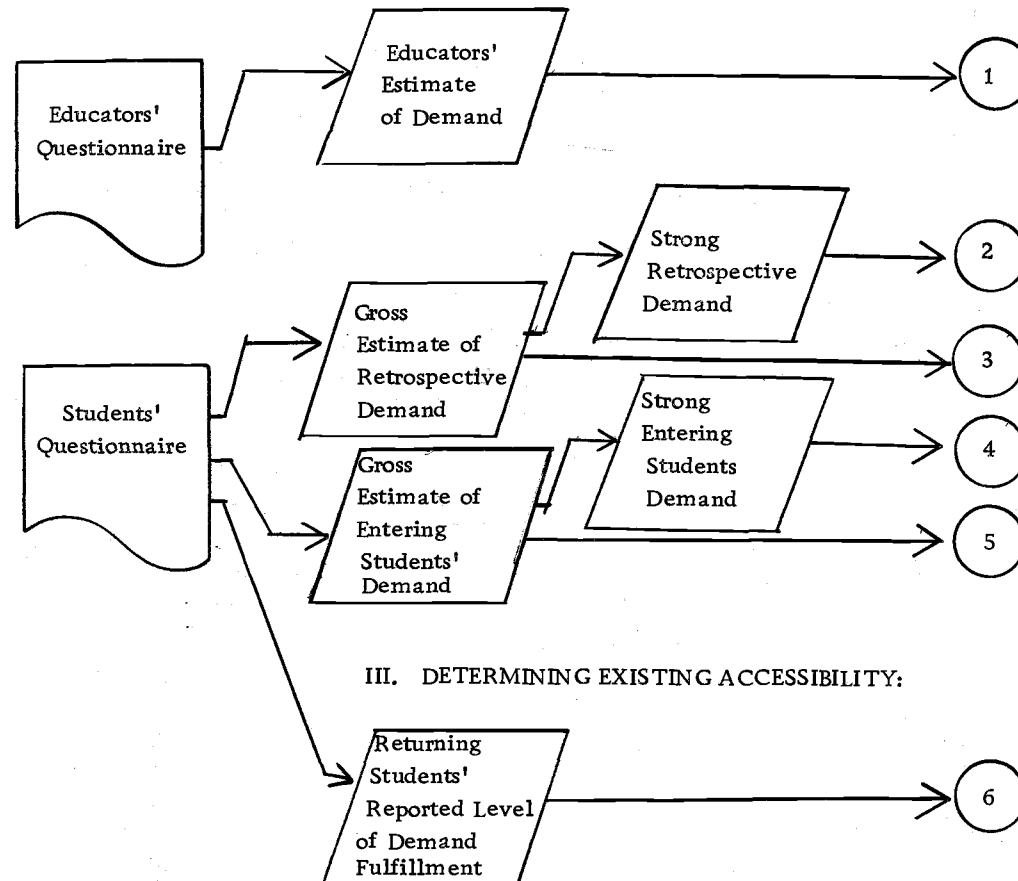 Educators'
Estimate
of Demand
1
Educators'
Questionnaire
Strong
Retrospective
Demand
2
Gross
Estimate of
Retrospective
Demand
3
Students'
Questionnaire
Strong
Entering
Students
Demand
4
Gross
Estimate of
Entering
Students'
Demand
5
III. DETERMINING EXISTING ACCESSIBILITY:
Returning
Students'
Reported Level
of Demand
Fulfillment
6